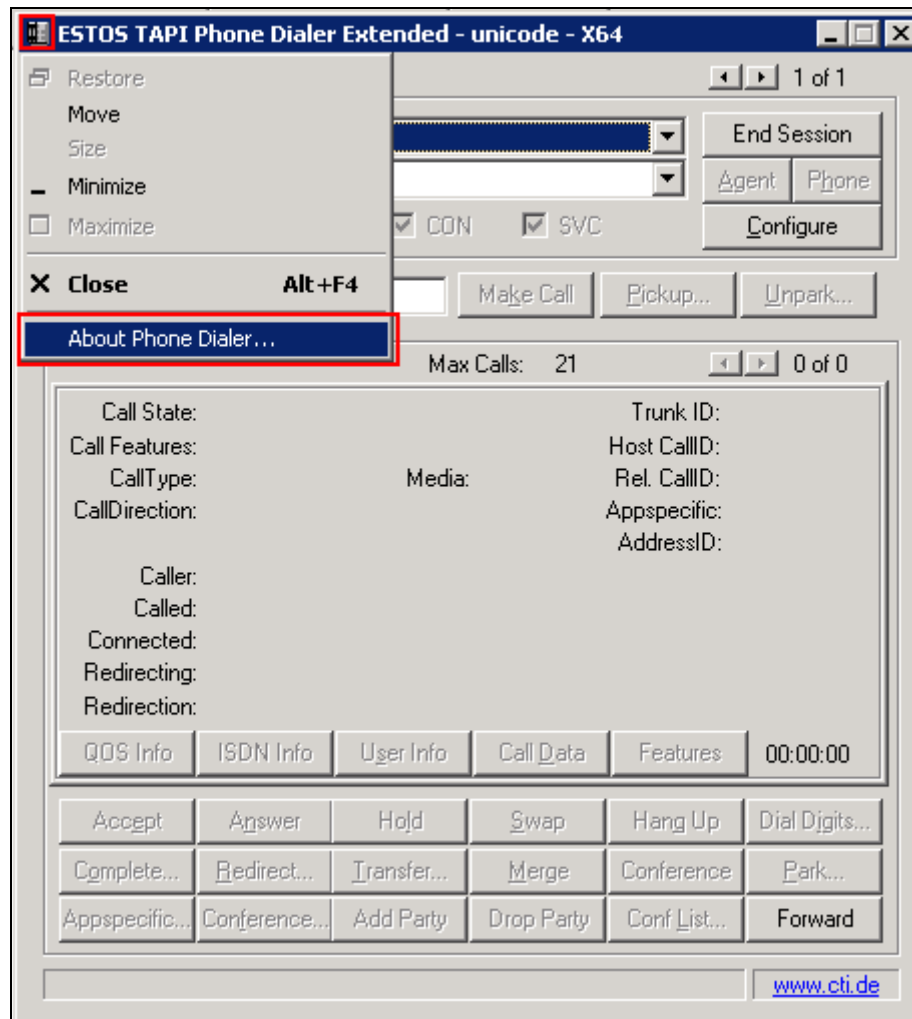 ESTOS TAPI Phone Dialer Extended - unicode - X64
Restore
1 of 1
Move
End Session
Size
Minimize
Agent
Phone
Maximize
CON
SVC
Configure
Close Alt+F4
Make Call
Pickup...
Unpark...
About Phone Dialer...
Max Calls: 21
0 of 0
Call State:
Trunk ID:
Call Features:
Host CallID:
CallType:
Media:
Rel. CallID:
CallDirection:
Appspecific:
AddressID:
Caller:
Called:
Connected:
Redirecting:
Redirection:
QOS Info
ISDN Info
User Info
Call Data
Features
00:00:00
Accept
Answer
Hold
Swap
Hang Up
Dial Digits...
Complete...
Redirect...
Transfer...
Merge
Conference
Park...
Appspecific...
Conference...
Add Party
Drop Party
Conf List...
Forward
www.cti.de